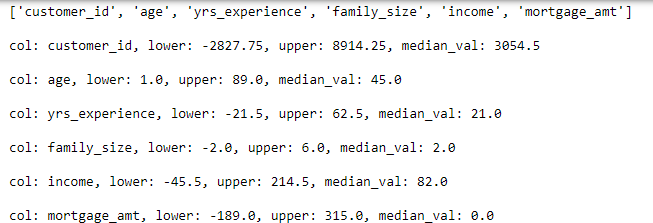 ['customer_id', 'age', 'yrs_experience', 'family_size', 'income', 'mortgage_amt']
col: customer_id, lower: -2827.75, upper: 8914.25, median_val: 3054.5
col: age, lower: 1.0, upper: 89.0, median_val: 45.0
col: yrs_experience, lower: -21.5, upper: 62.5, median_val: 21.0
col: family_size, lower: -2.0, upper: 6.0, median_val: 2.0
col: income, lower: -45.5, upper: 214.5, median_val: 82.0
col: mortgage_amt, lower: -189.0, upper: 315.0, median_val: 0.0